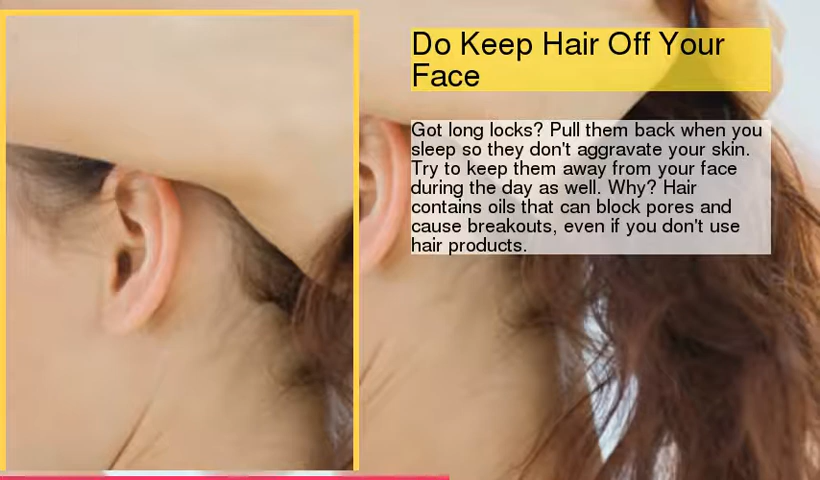 Do Keep Hair Off Your
Face
Got long locks? Pull them back when you
sleep so they don't aggravate your skin.
Try to keep them away from your face
during the day as well. Why? Hair
contains oils that can block pores and
cause breakouts, even if you don't use
hair products.